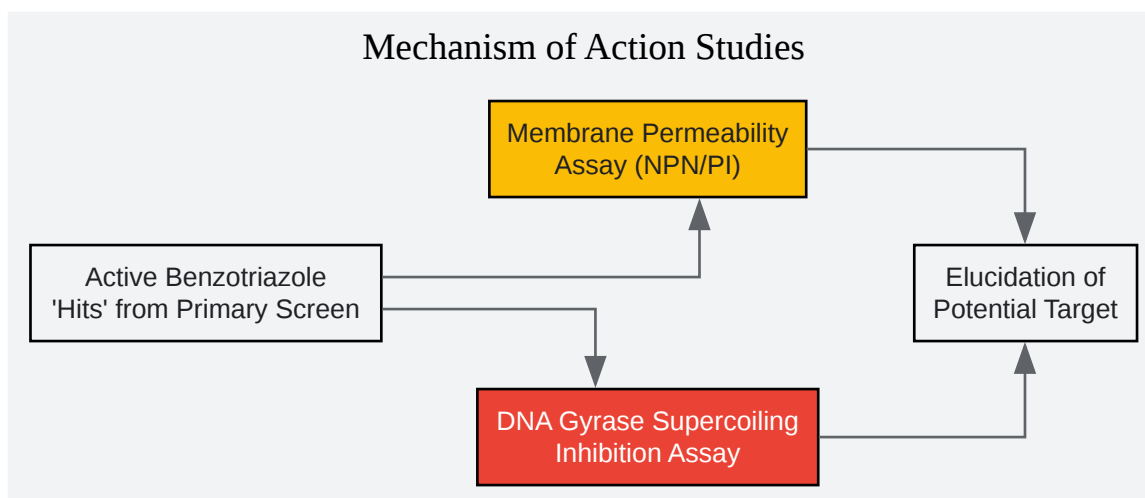 Mechanism of Action Studies
Membrane Permeability
Assay (NPN/PI)
Active Benzotriazole
'Hits' from Primary Screen
Elucidation of
Potential Target
DNA Gyrase Supercoiling
Inhibition Assay